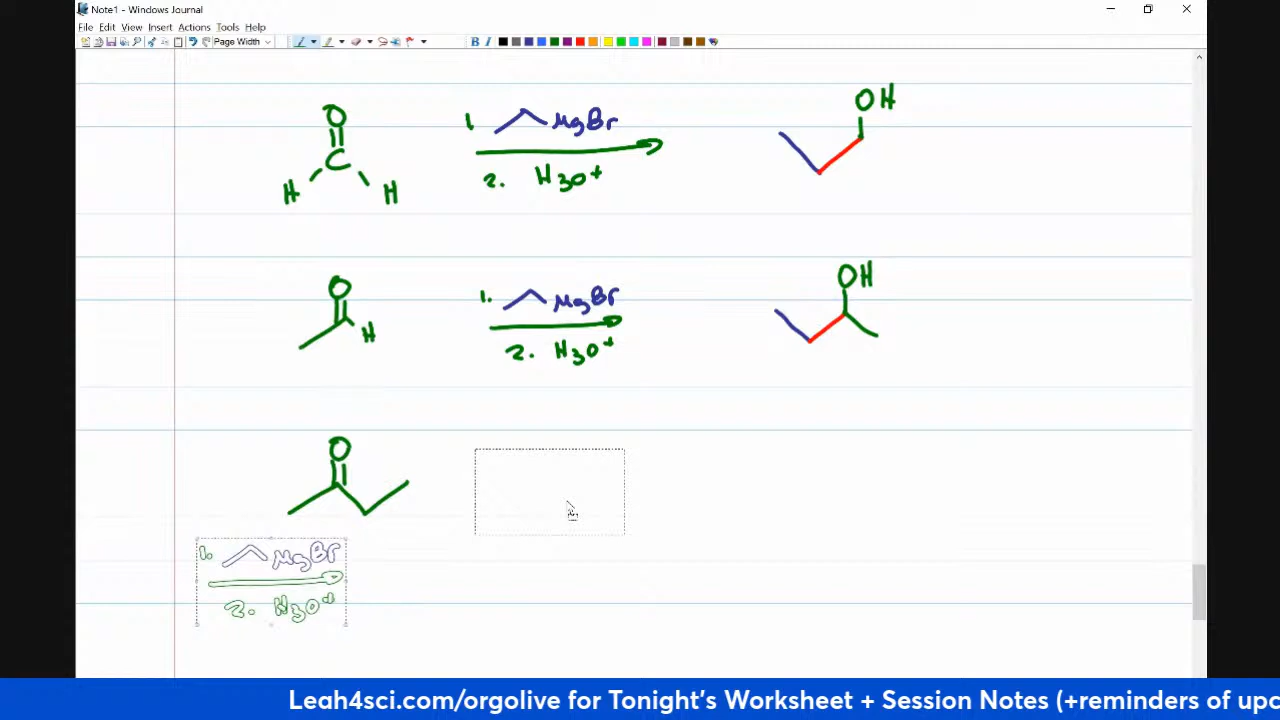 Note1 - Windows Journal
File Edit View Insert Actions Tools Help
Page Width B I
O
C
H H
1. MgBr
2. H3O+
OH
O
H
1. MgBr
2. H3O+
OH
O
1. MgBr
2. H3O+
Leah4sci.com/orgolive for Tonight's Worksheet + Session Notes (+reminders of upc